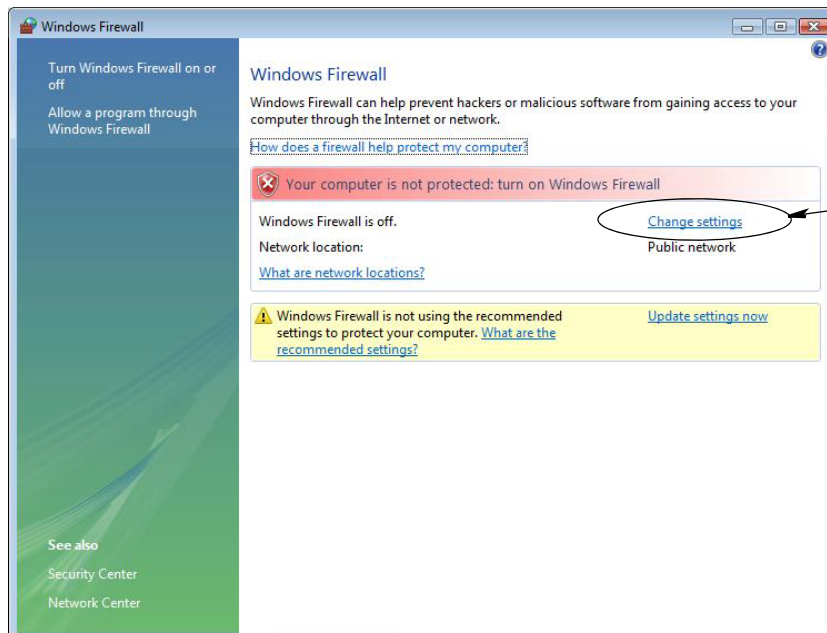 Windows Firewall
Turn Windows Firewall on or
off
Allow a program through
Windows Firewall
Windows Firewall
Windows Firewall can help prevent hackers or malicious software from gaining access to your
computer through the Internet or network.
How does a firewall help protect my computer?
Your computer is not protected: turn on Windows Firewall
Windows Firewall is off.
Change settings
Network location:
Public network
What are network locations?
Windows Firewall is not using the recommended
settings to protect your computer. What are the
recommended settings?
Update settings now
See also
Security Center
Network Center